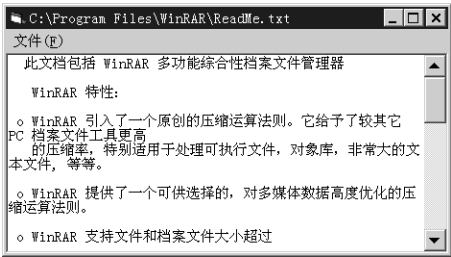 C:\Program Files\WinRAR\ReadMe.txt
文件(F)
此文档包括 WinRAR 多功能综合性档案文件管理器
WinRAR 特性:
o WinRAR 引入了一个原创的压缩运算法则。它给予了较其它
PC 档案文件工具更高
的压缩率，特别适用于处理可执行文件，对象库，非常大的文
本文件, 等等。
o WinRAR 提供了一个可供选择的，对多媒体数据高度优化的压
缩运算法则。
o WinRAR 支持文件和档案文件大小超过